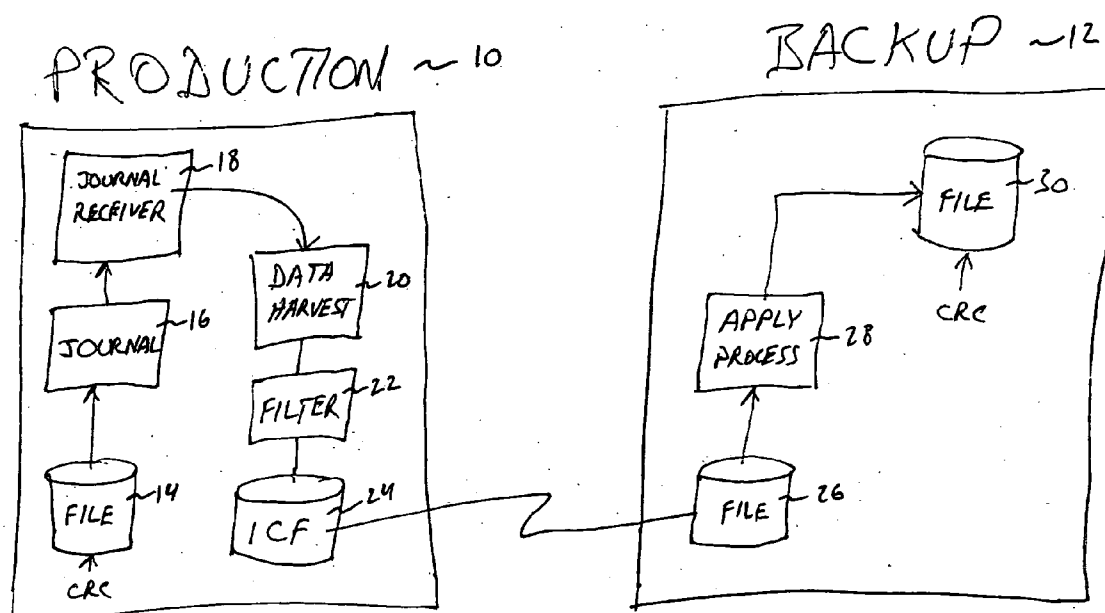 PRODUCTION ~ 10
JOURNAL
RECEIVER
18
DATA
HARVEST
20
JOURNAL
16
FILTER
22
FILE
14
CRC
ICF
24
BACKUP ~12
FILE
30
CRC
APPLY
PROCESS
28
FILE
26